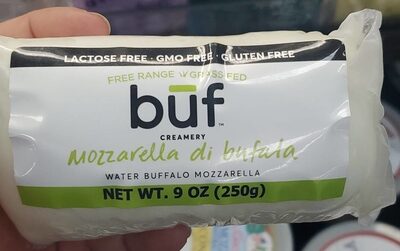 LACTOSE FREE · GMO FREE · GLUTEN FREE
FREE RANGE GRASS FED
būf™
CREAMERY
mozzarella di bufala
WATER BUFFALO MOZZARELLA
NET WT. 9 OZ (250g)